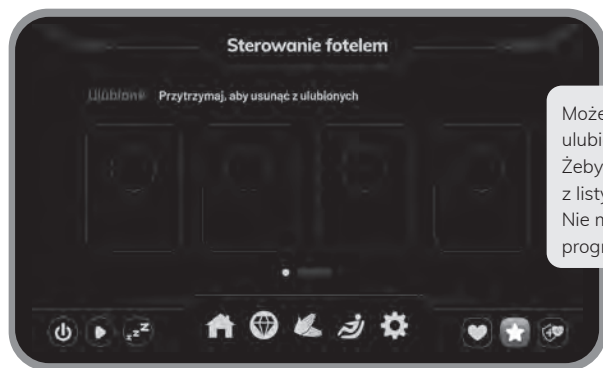 Sterowanie fotelem
Ulubione Przytrzymaj, aby usunąć z ulubionych
Może
ulubi
Żeby
z listy
Nie m
progr
z z Z